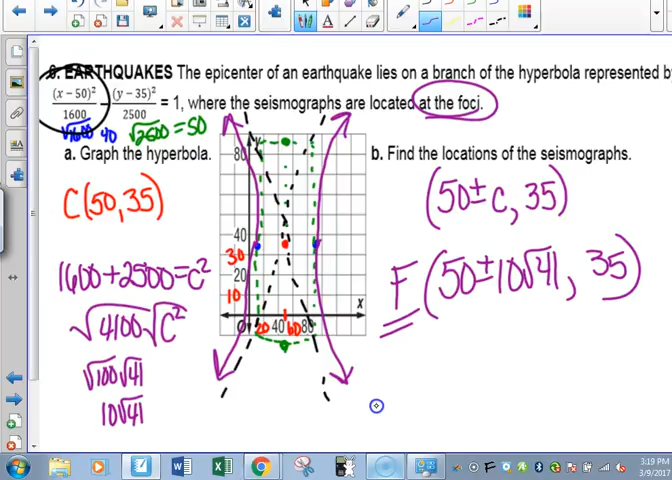 6. EARTHQUAKES The epicenter of an earthquake lies on a branch of the hyperbola represented by
(x − 50)² / 1600 − (y − 35)² / 2500 = 1, where the seismographs are located at the foci.
√1600 40 √2500 = 50
a. Graph the hyperbola.
b. Find the locations of the seismographs.
C(50, 35)
(50 ± c, 35)
1600 + 2500 = c²
√4100 √c²
√100 √41
10√41
F (50 ± 10√41, 35)
80
y
40
30
20
10
O 20 40 60 80
x
3:19 PM
3/9/2017